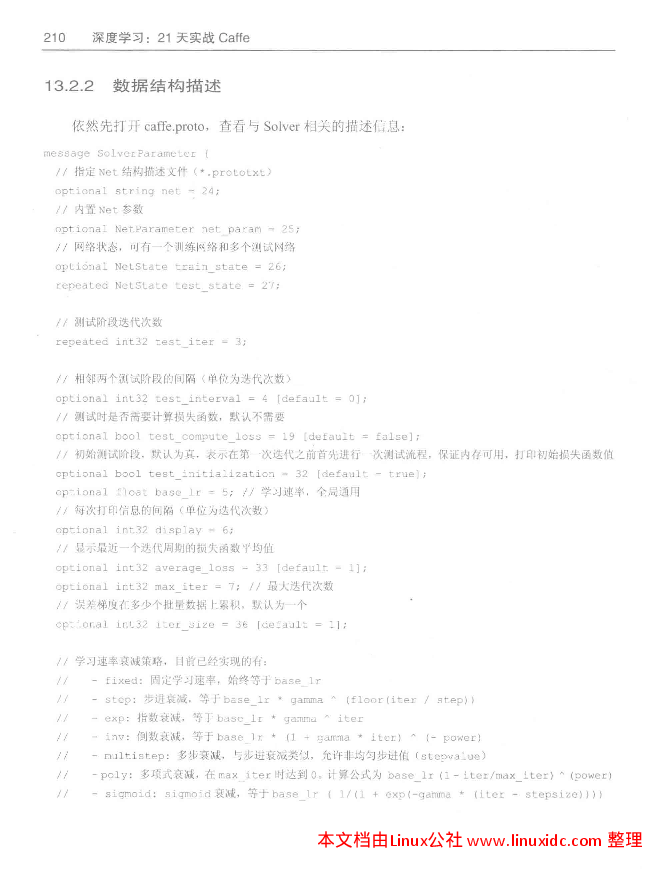 210 深度学习：21 天实战 Caffe
13.2.2 数据结构描述
依然先打开 caffe.proto，查看与 Solver 相关的描述信息：
message SolverParameter {
// 指定 Net 结构描述文件（*.prototxt）
optional string net = 24;
// 内置 Net 参数
optional NetParameter net_param = 25;
// 网络状态，可有一个训练网络和多个测试网络
optional NetState train_state = 26;
repeated NetState test_state = 27;
// 测试阶段迭代次数
repeated int32 test_iter = 3;
// 相邻两个测试阶段的间隔（单位为迭代次数）
optional int32 test_interval = 4 [default = 0];
// 测试时是否需要计算损失函数，默认不需要
optional bool test_compute_loss = 19 [default = false];
// 初始测试阶段，默认为真，表示在第一次迭代之前首先进行一次测试流程，保证内存可用，打印初始损失函数值
optional bool test_initialization = 32 [default = true];
optional float base_lr = 5; // 学习速率，全局通用
// 每次打印信息的间隔（单位为迭代次数）
optional int32 display = 6;
// 显示最近一个迭代周期的损失函数平均值
optional int32 average_loss = 33 [default = 1];
optional int32 max_iter = 7; // 最大迭代次数
// 误差梯度在多少个批量数据上累积，默认为一个
optional int32 iter_size = 36 [default = 1];
// 学习速率衰减策略，目前已经实现的有：
// - fixed: 固定学习速率，始终等于 base_lr
// - step: 步进衰减，等于 base_lr * gamma ^ (floor(iter / step))
// - exp: 指数衰减，等于 base_lr * gamma ^ iter
// - inv: 倒数衰减，等于 base_lr * (1 + gamma * iter) ^ (- power)
// - multistep: 多步衰减，与步进衰减类似，允许非均匀步进值（stepvalue）
// - poly: 多项式衰减，在 max_iter 时达到 0，计算公式为 base_lr (1 - iter/max_iter) ^ (power)
// - sigmoid: sigmoid 衰减，等于 base_lr ( 1/(1 + exp(-gamma * (iter - stepsize))))
本文档由Linux公社 www.linuxidc.com 整理